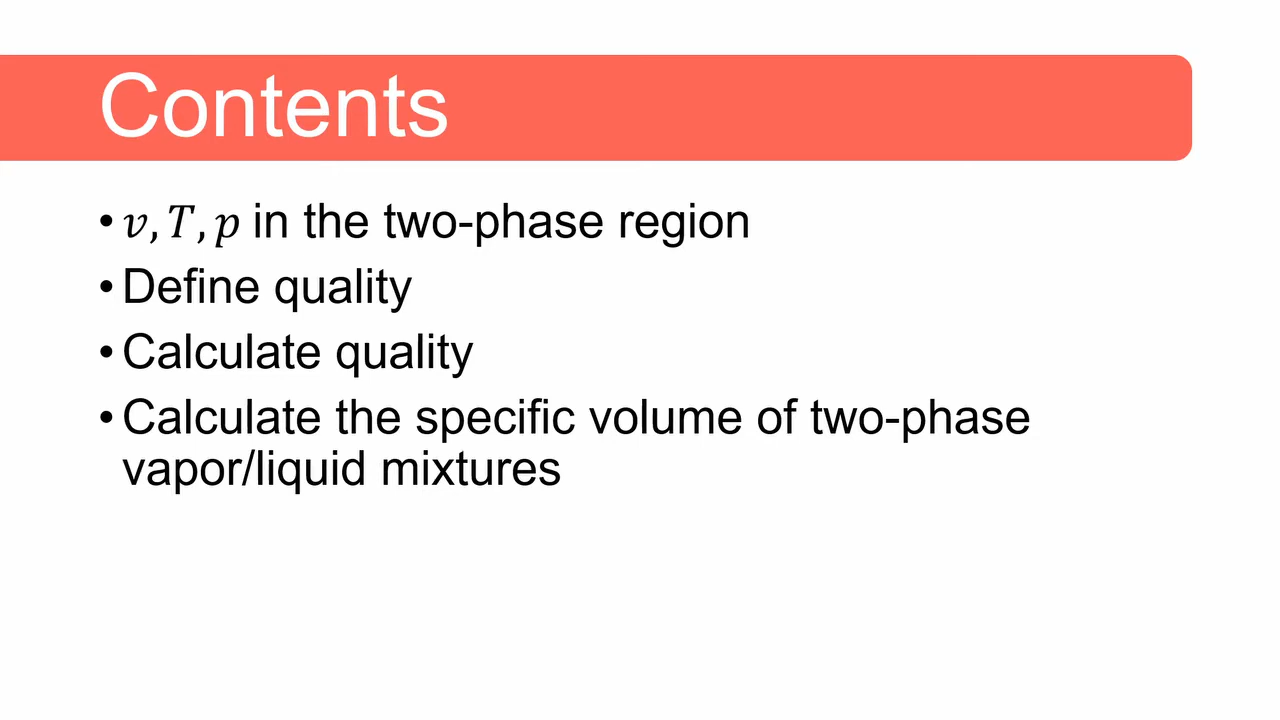 Contents
• 𝑣, 𝑇, 𝑝 in the two-phase region
• Define quality
• Calculate quality
• Calculate the specific volume of two-phase
vapor/liquid mixtures